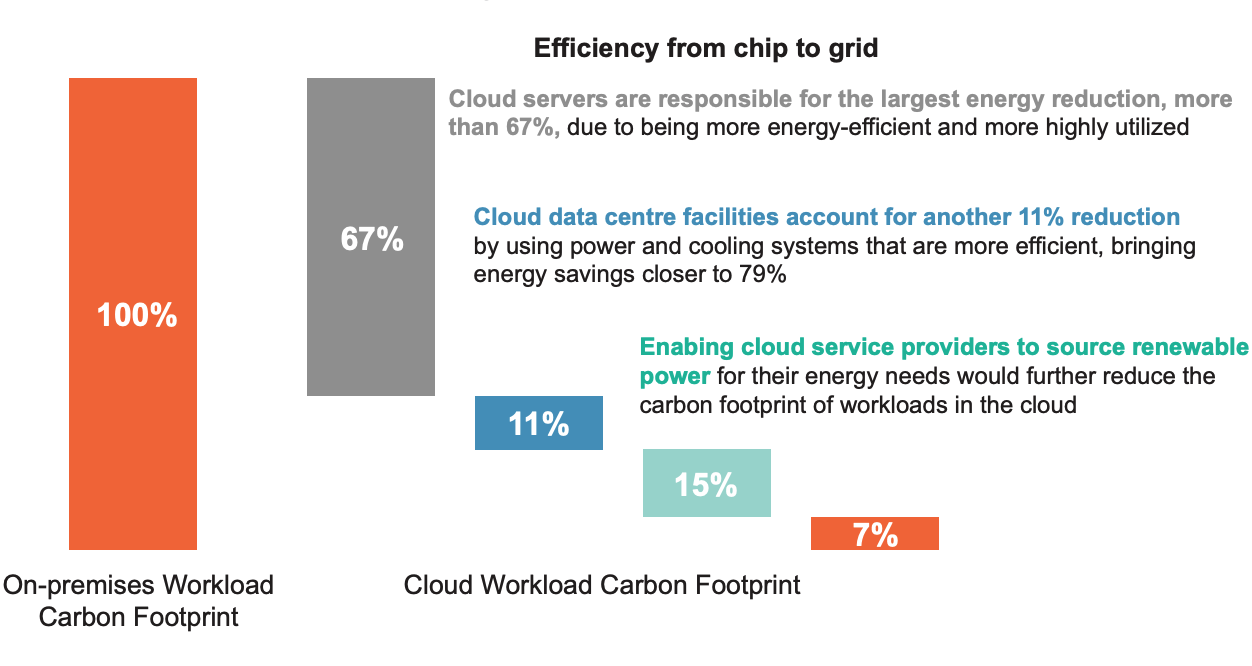 Efficiency from chip to grid
Cloud servers are responsible for the largest energy reduction, more
than 67%, due to being more energy-efficient and more highly utilized
67%
Cloud data centre facilities account for another 11% reduction
by using power and cooling systems that are more efficient, bringing
energy savings closer to 79%
100%
Enabling cloud service providers to source renewable
power for their energy needs would further reduce the
carbon footprint of workloads in the cloud
11%
15%
7%
On-premises Workload
Carbon Footprint
Cloud Workload Carbon Footprint